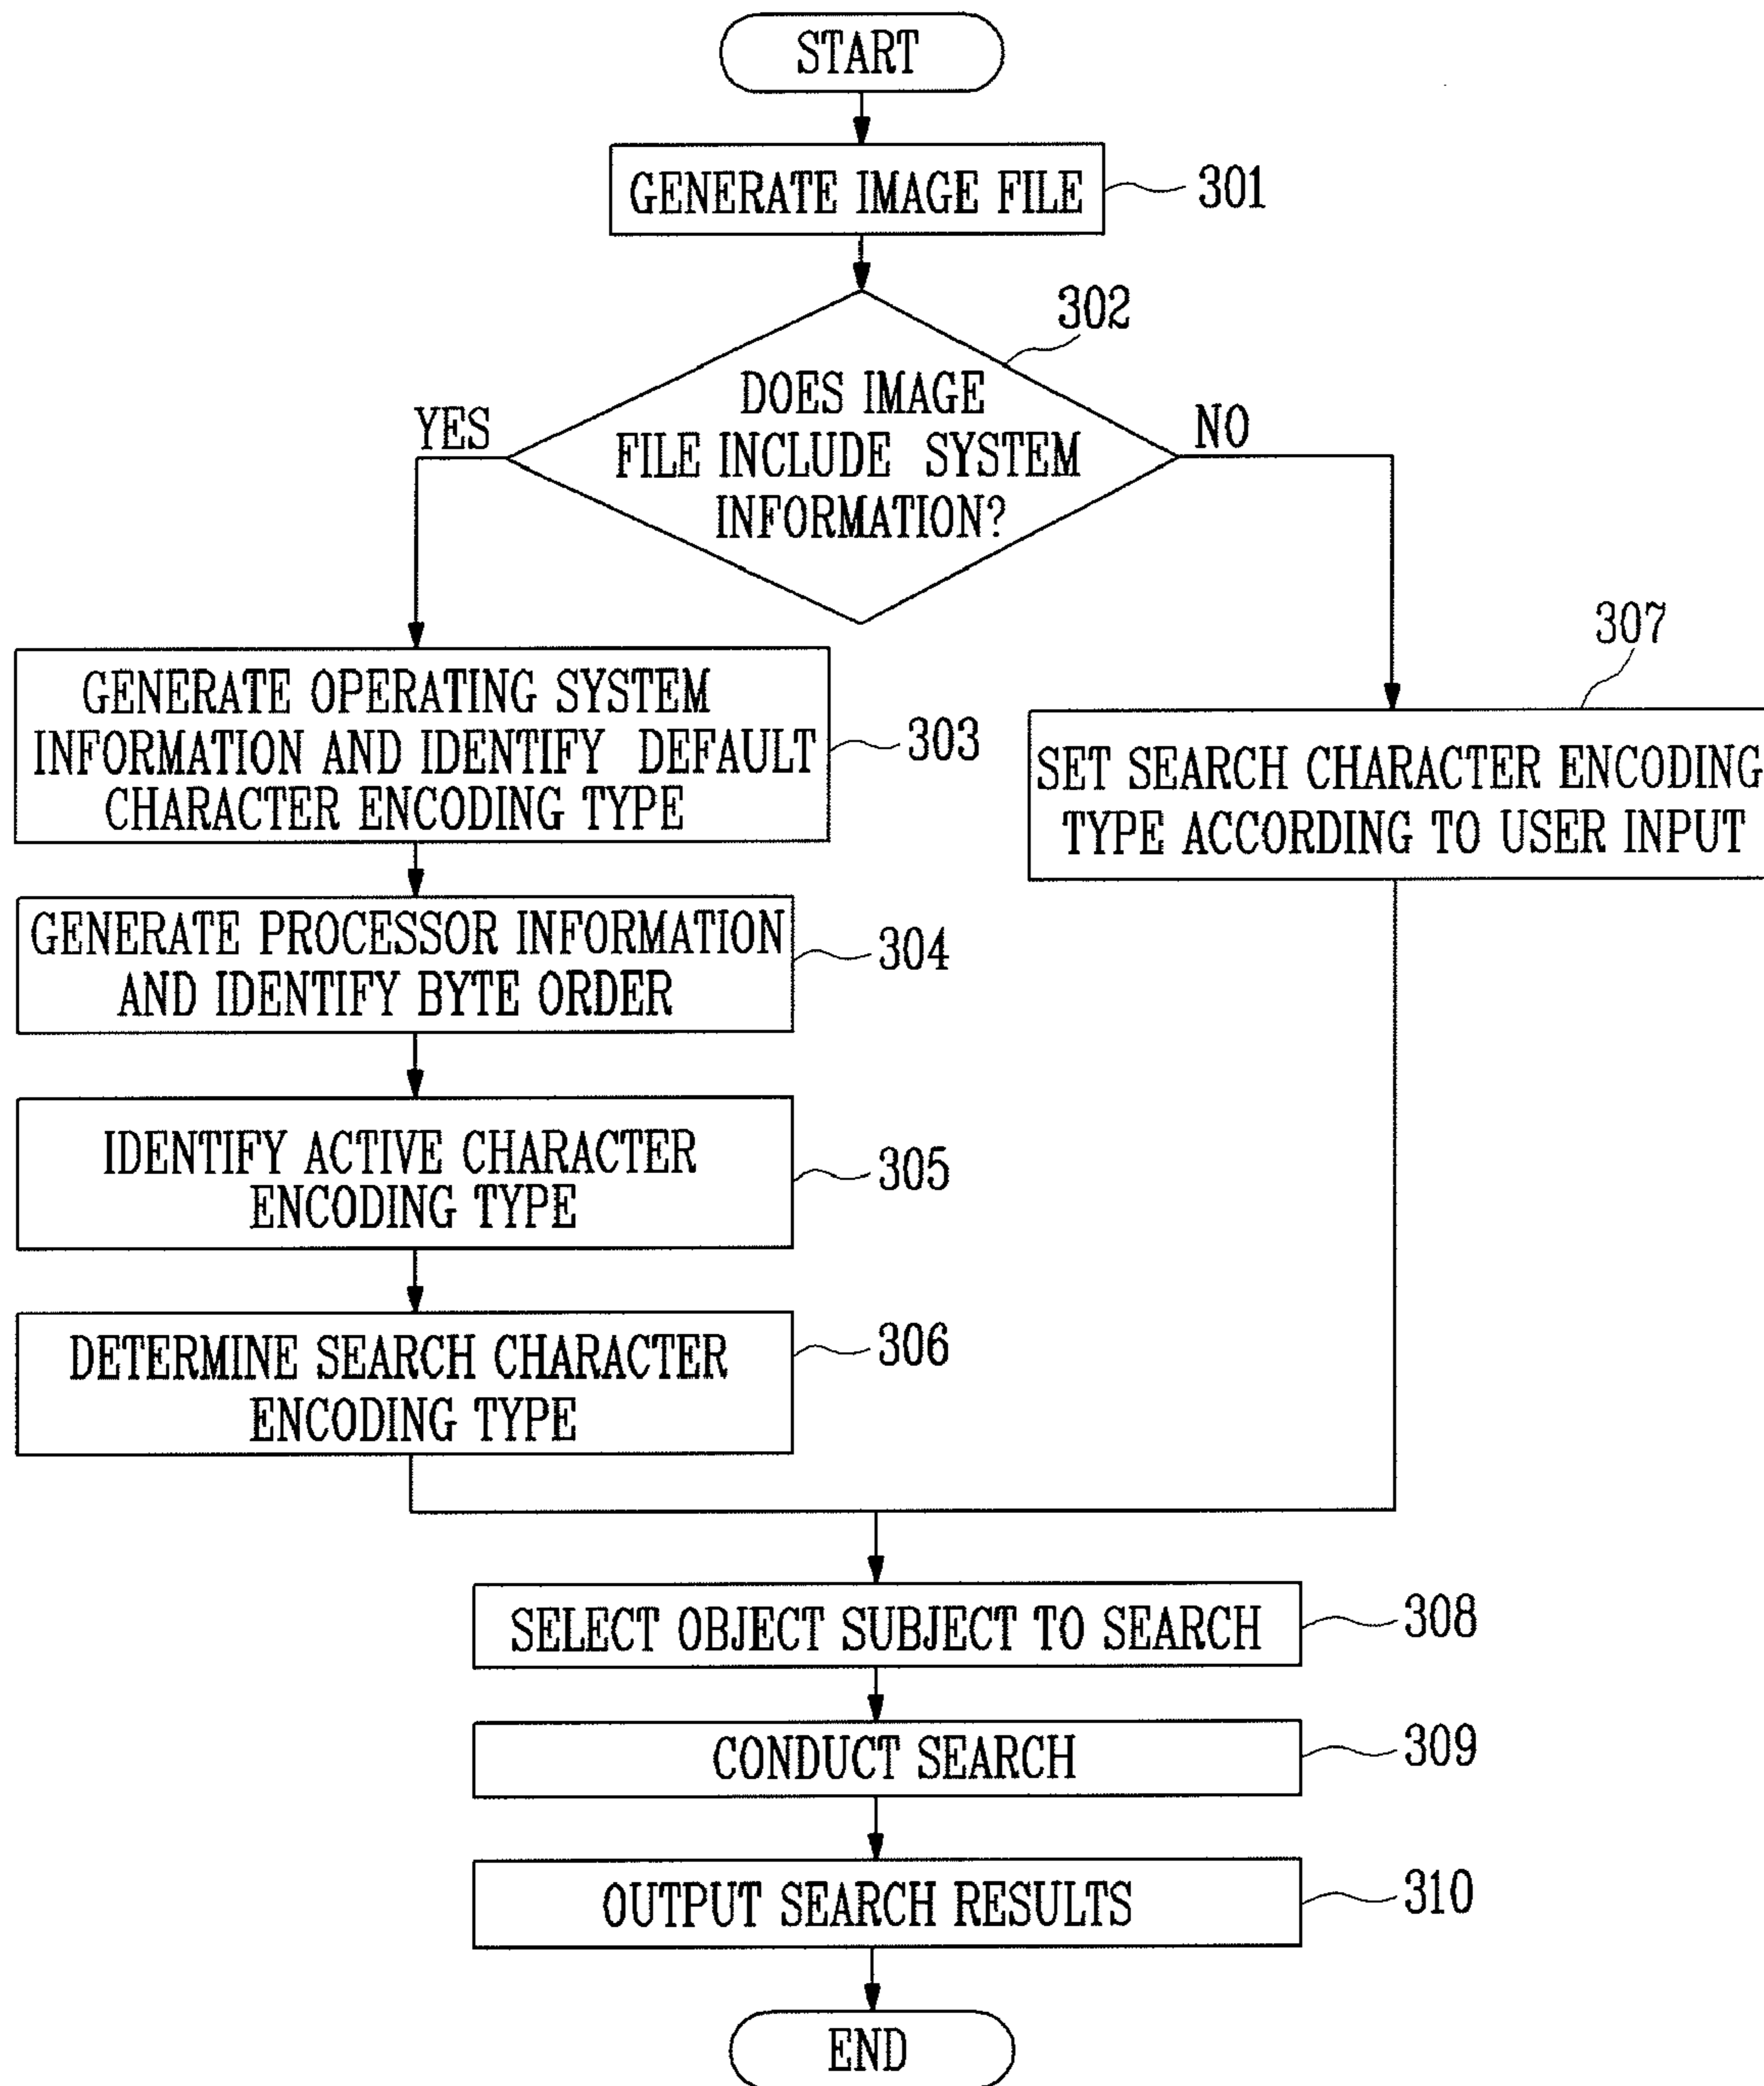 START
GENERATE IMAGE FILE
301
302
DOES IMAGE
FILE INCLUDE SYSTEM
INFORMATION?
YES
NO
GENERATE OPERATING SYSTEM
INFORMATION AND IDENTIFY DEFAULT
CHARACTER ENCODING TYPE
303
307
SET SEARCH CHARACTER ENCODING
TYPE ACCORDING TO USER INPUT
GENERATE PROCESSOR INFORMATION
AND IDENTIFY BYTE ORDER
304
IDENTIFY ACTIVE CHARACTER
ENCODING TYPE
305
DETERMINE SEARCH CHARACTER
ENCODING TYPE
306
SELECT OBJECT SUBJECT TO SEARCH
308
CONDUCT SEARCH
309
OUTPUT SEARCH RESULTS
310
END